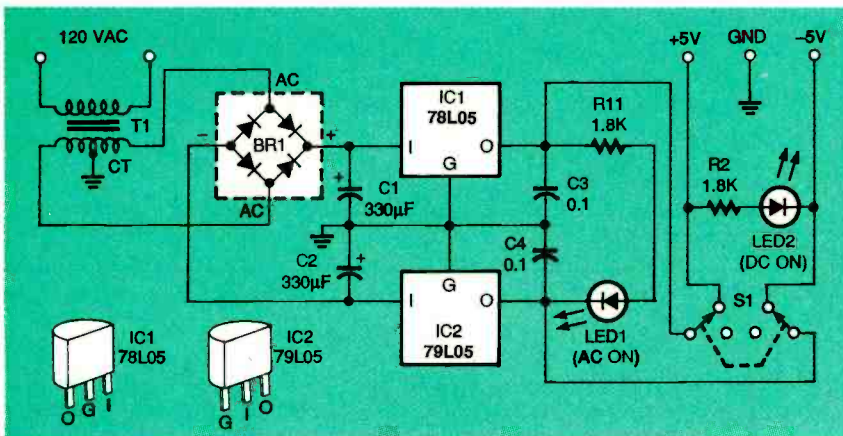 120 VAC
T1
CT
AC
BR1
−
+
AC
+
C1
330µF
C2
+
330µF
IC1
78L05
I
O
G
G
I
O
IC2
79L05
C3
0.1
C4
0.1
R11
1.8K
LED1
(AC ON)
+5V
GND
−5V
R2
1.8K
LED2
(DC ON)
S1
IC1
78L05
O
G
I
IC2
79L05
G
I
O